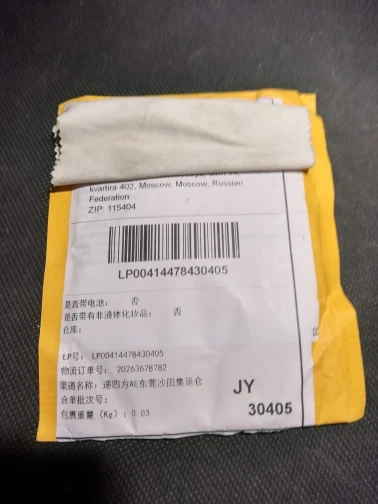 kvartira 402, Moscow, Moscow, Russian
Federation
ZIP: 115404
LP00414478430405
是否带电池： 否
是否带有非液体化妆品： 否
仓库：
LP号： LP00414478430405
物流订单号： 20263678782
渠道名称：递四方AE东莞沙田集运仓
合单批次号：
包裹重量（Kg）：0.03
JY
30405